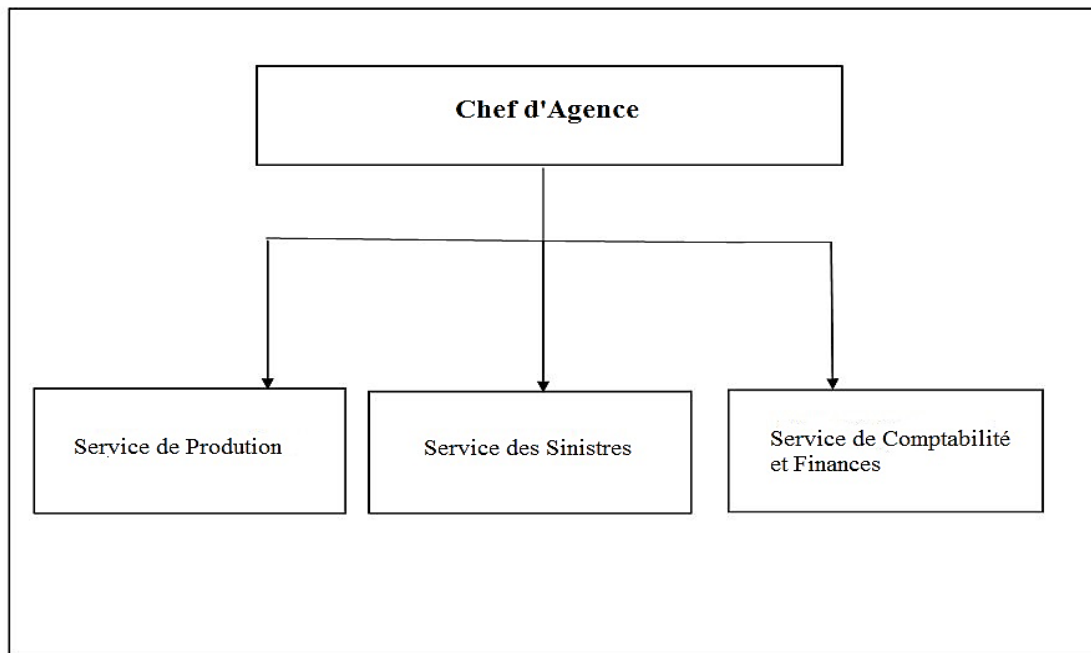 Chef d'Agence
Service de Prodution
Service des Sinistres
Service de Comptabilité
et Finances